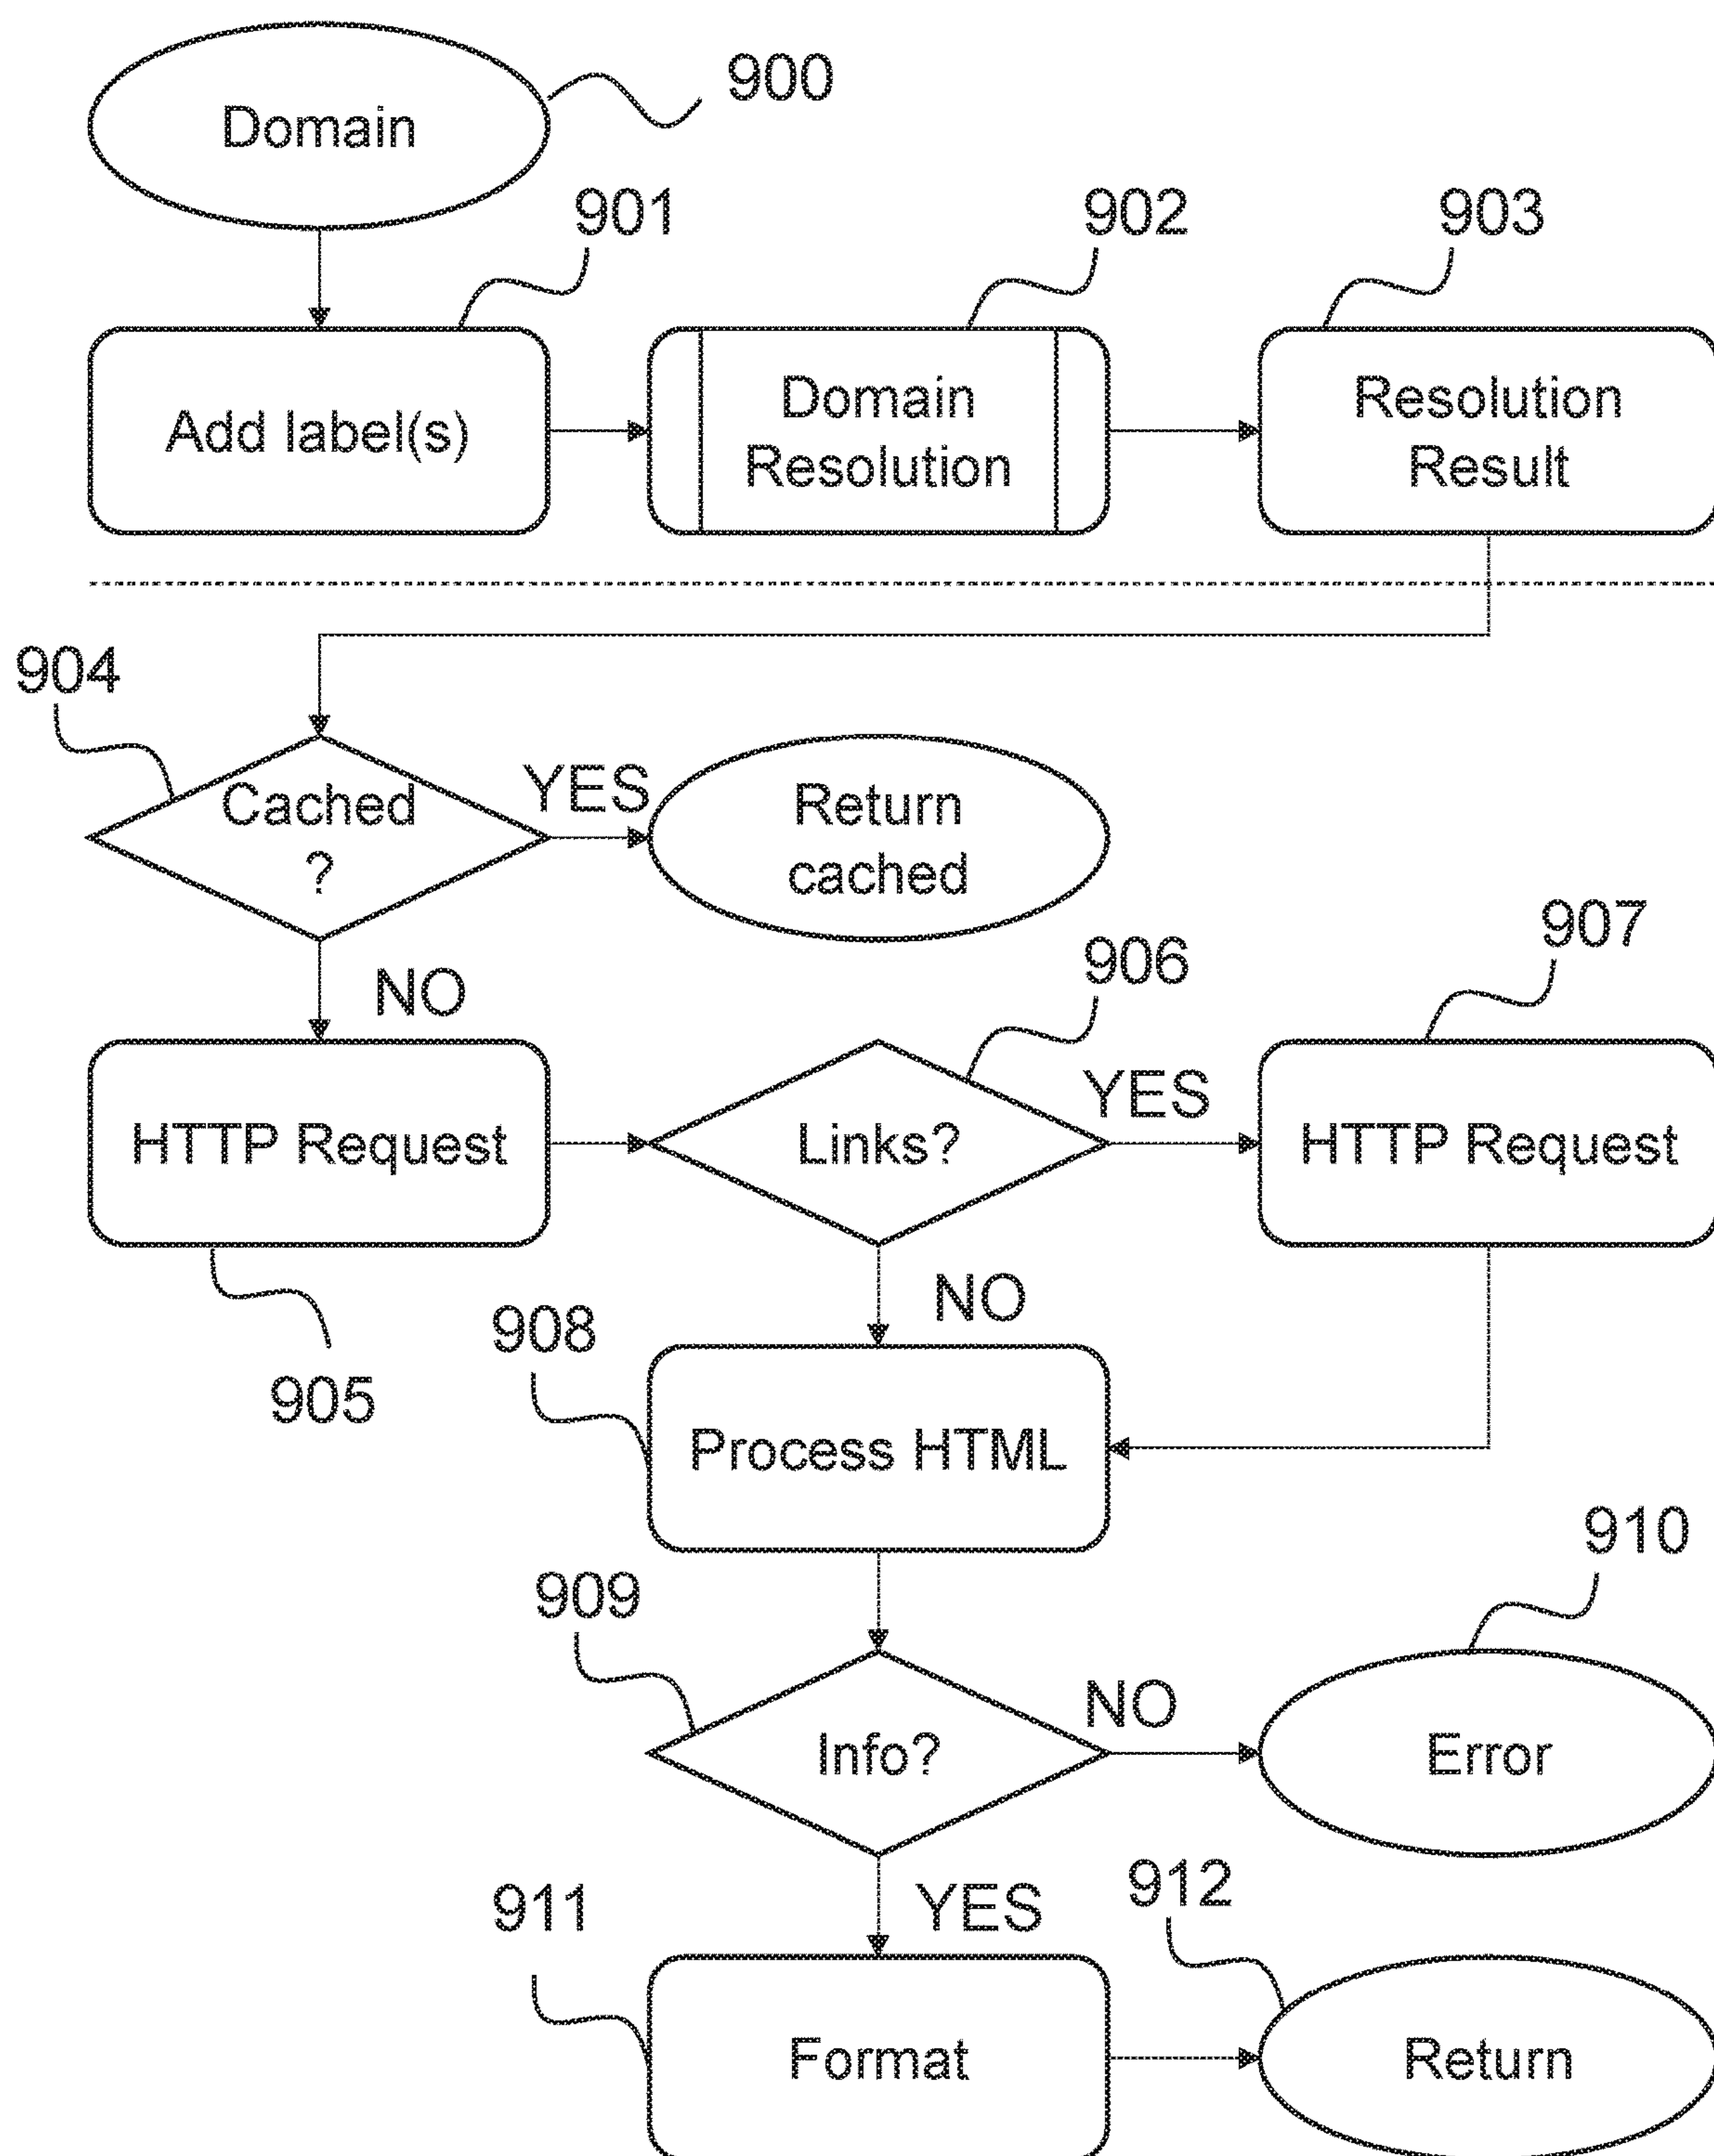 900
Domain
901
902
903
Add label(s)
Domain
Resolution
Resolution
Result
904
Cached
?
YES
Return
cached
NO
906
907
HTTP Request
Links?
YES
HTTP Request
905
NO
908
Process HTML
909
910
Info?
NO
Error
911
YES
912
Format
Return